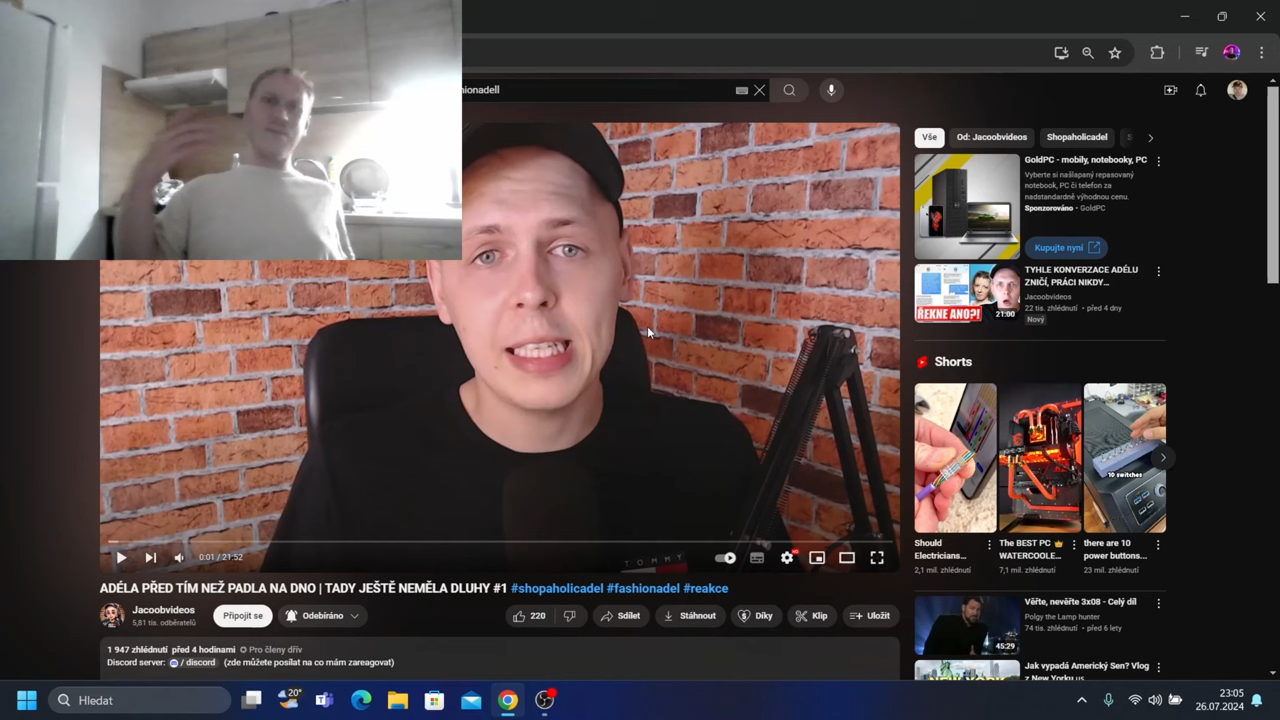 ionadell
Vše
Od: Jacoobvideos
Shopaholicadel
GoldPC - mobily, notebooky, PC
Vyberte si našlapaný repasovaný
notebook, PC či telefon za
nadstandardně výhodnou cenu.
Sponzorováno • GoldPC
Kupujte nyní
TYHLE KONVERZACE ADÉLU
ZNIČÍ, PRÁCI NIKDY...
Jacoobvideos
22 tis. zhlédnutí • před 4 dny
Nový
ŘEKNE ANO?!
21:00
Shorts
10 switches
Should
Electricians...
2,1 mil. zhlédnutí
The BEST PC 👑
WATERCOOLE...
7,1 mil. zhlédnutí
there are 10
power buttons...
23 mil. zhlédnutí
Věřte, nevěřte 3x08 - Celý díl
Polgy the Lamp hunter
74 tis. zhlédnutí • před 6 lety
45:29
Jak vypadá Americký Sen? Vlog
z New Yorku us
NEW YORK
TOMMY
0:01 / 21:52
ADÉLA PŘED TÍM NEŽ PADLA NA DNO | TADY JEŠTĚ NEMĚLA DLUHY #1 #shopaholicadel #fashionadel #reakce
Jacoobvideos
5,81 tis. odběratelů
Připojit se
Odebíráno
220
Sdílet
Stáhnout
Díky
Klip
Uložit
1 947 zhlédnutí před 4 hodinami Pro členy dřív
Discord server: / discord (zde můžete posílat na co mám zareagovat)
Hledat
20°
23:05
26.07.2024